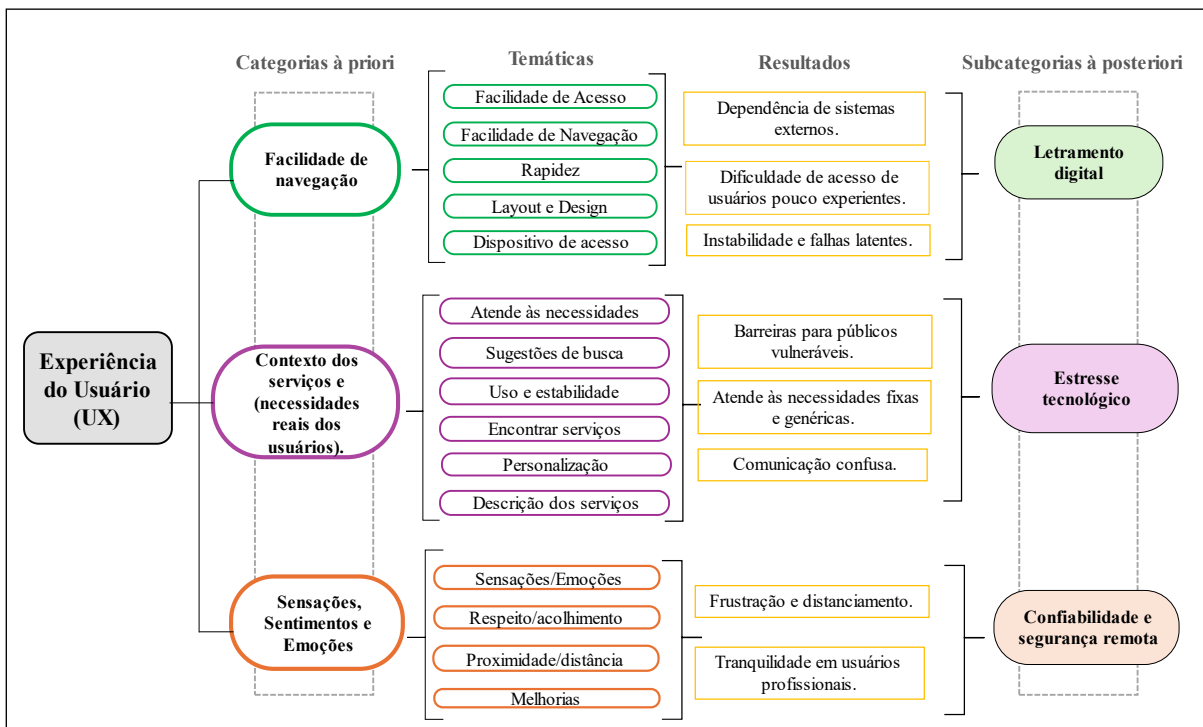 Categorias à priori
Temáticas
Resultados
Subcategorias à posteriori
Experiência
do Usuário
(UX)
Facilidade de
navegação
Facilidade de Acesso
Facilidade de Navegação
Rapidez
Layout e Design
Dispositivo de acesso
Dependência de sistemas
externos.
Dificuldade de acesso de
usuários pouco experientes.
Instabilidade e falhas latentes.
Letramento
digital
Contexto dos
serviços e
(necessidades
reais dos
usuários).
Atende às necessidades
Sugestões de busca
Uso e estabilidade
Encontrar serviços
Personalização
Descrição dos serviços
Barreiras para públicos
vulneráveis.
Atende às necessidades fixas
e genéricas.
Comunicação confusa.
Estresse
tecnológico
Sensações,
Sentimentos e
Emoções
Sensações/Emoções
Respeito/acolhimento
Proximidade/distância
Melhorias
Frustração e distanciamento.
Tranquilidade em usuários
profissionais.
Confiabilidade e
segurança remota